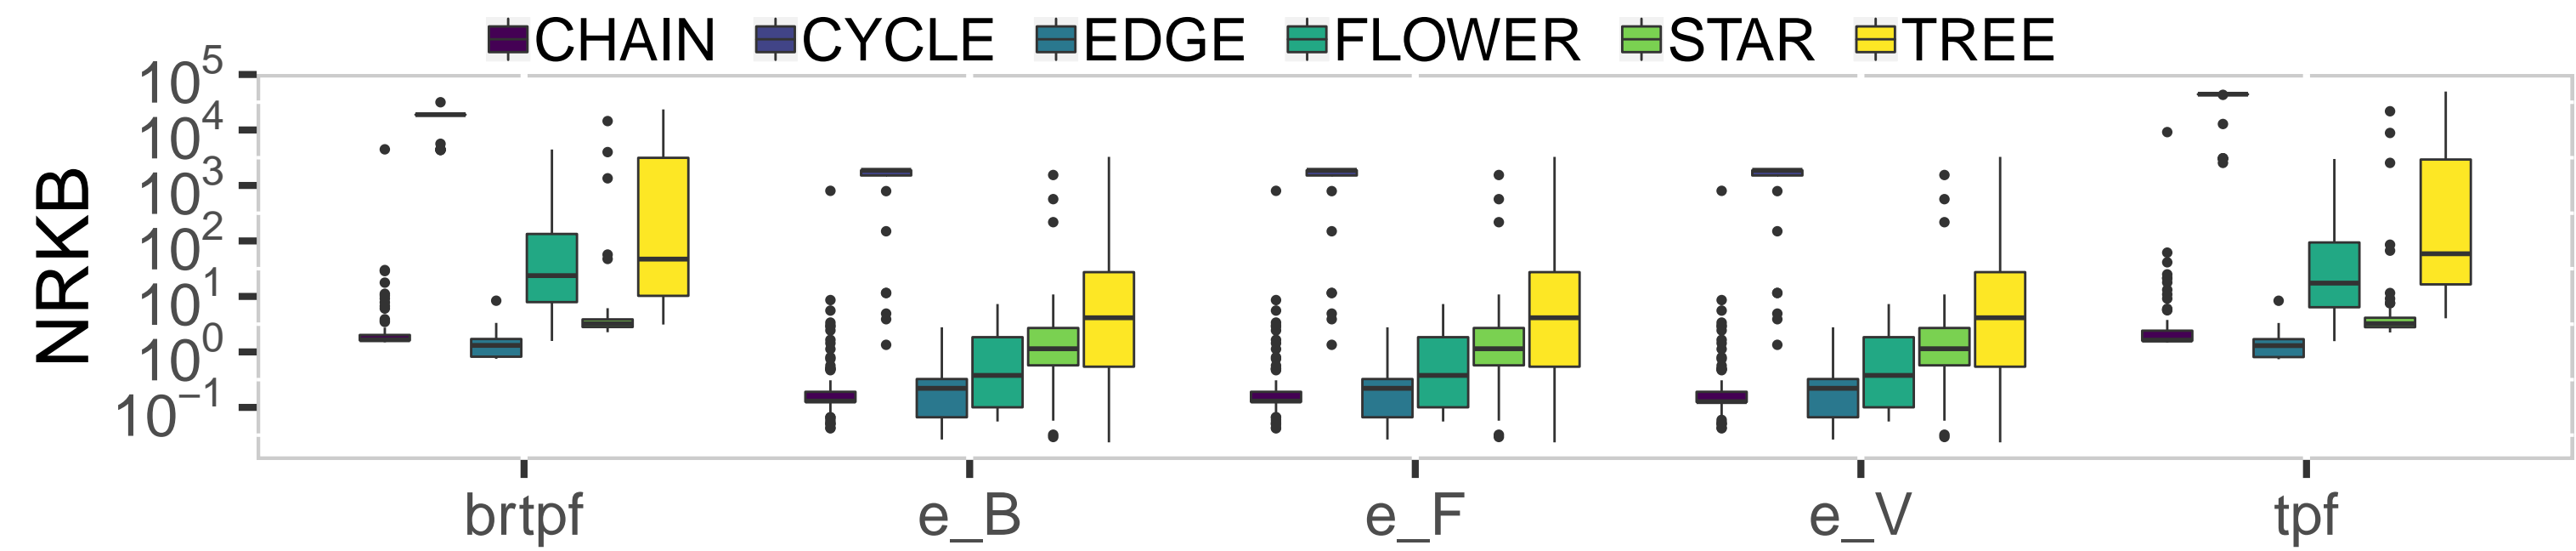 CHAIN CYCLE EDGE FLOWER STAR TREE
NRKB
10^5
10^4
10^3
10^2
10^1
10^0
10^−1
brtpf e_B e_F e_V tpf